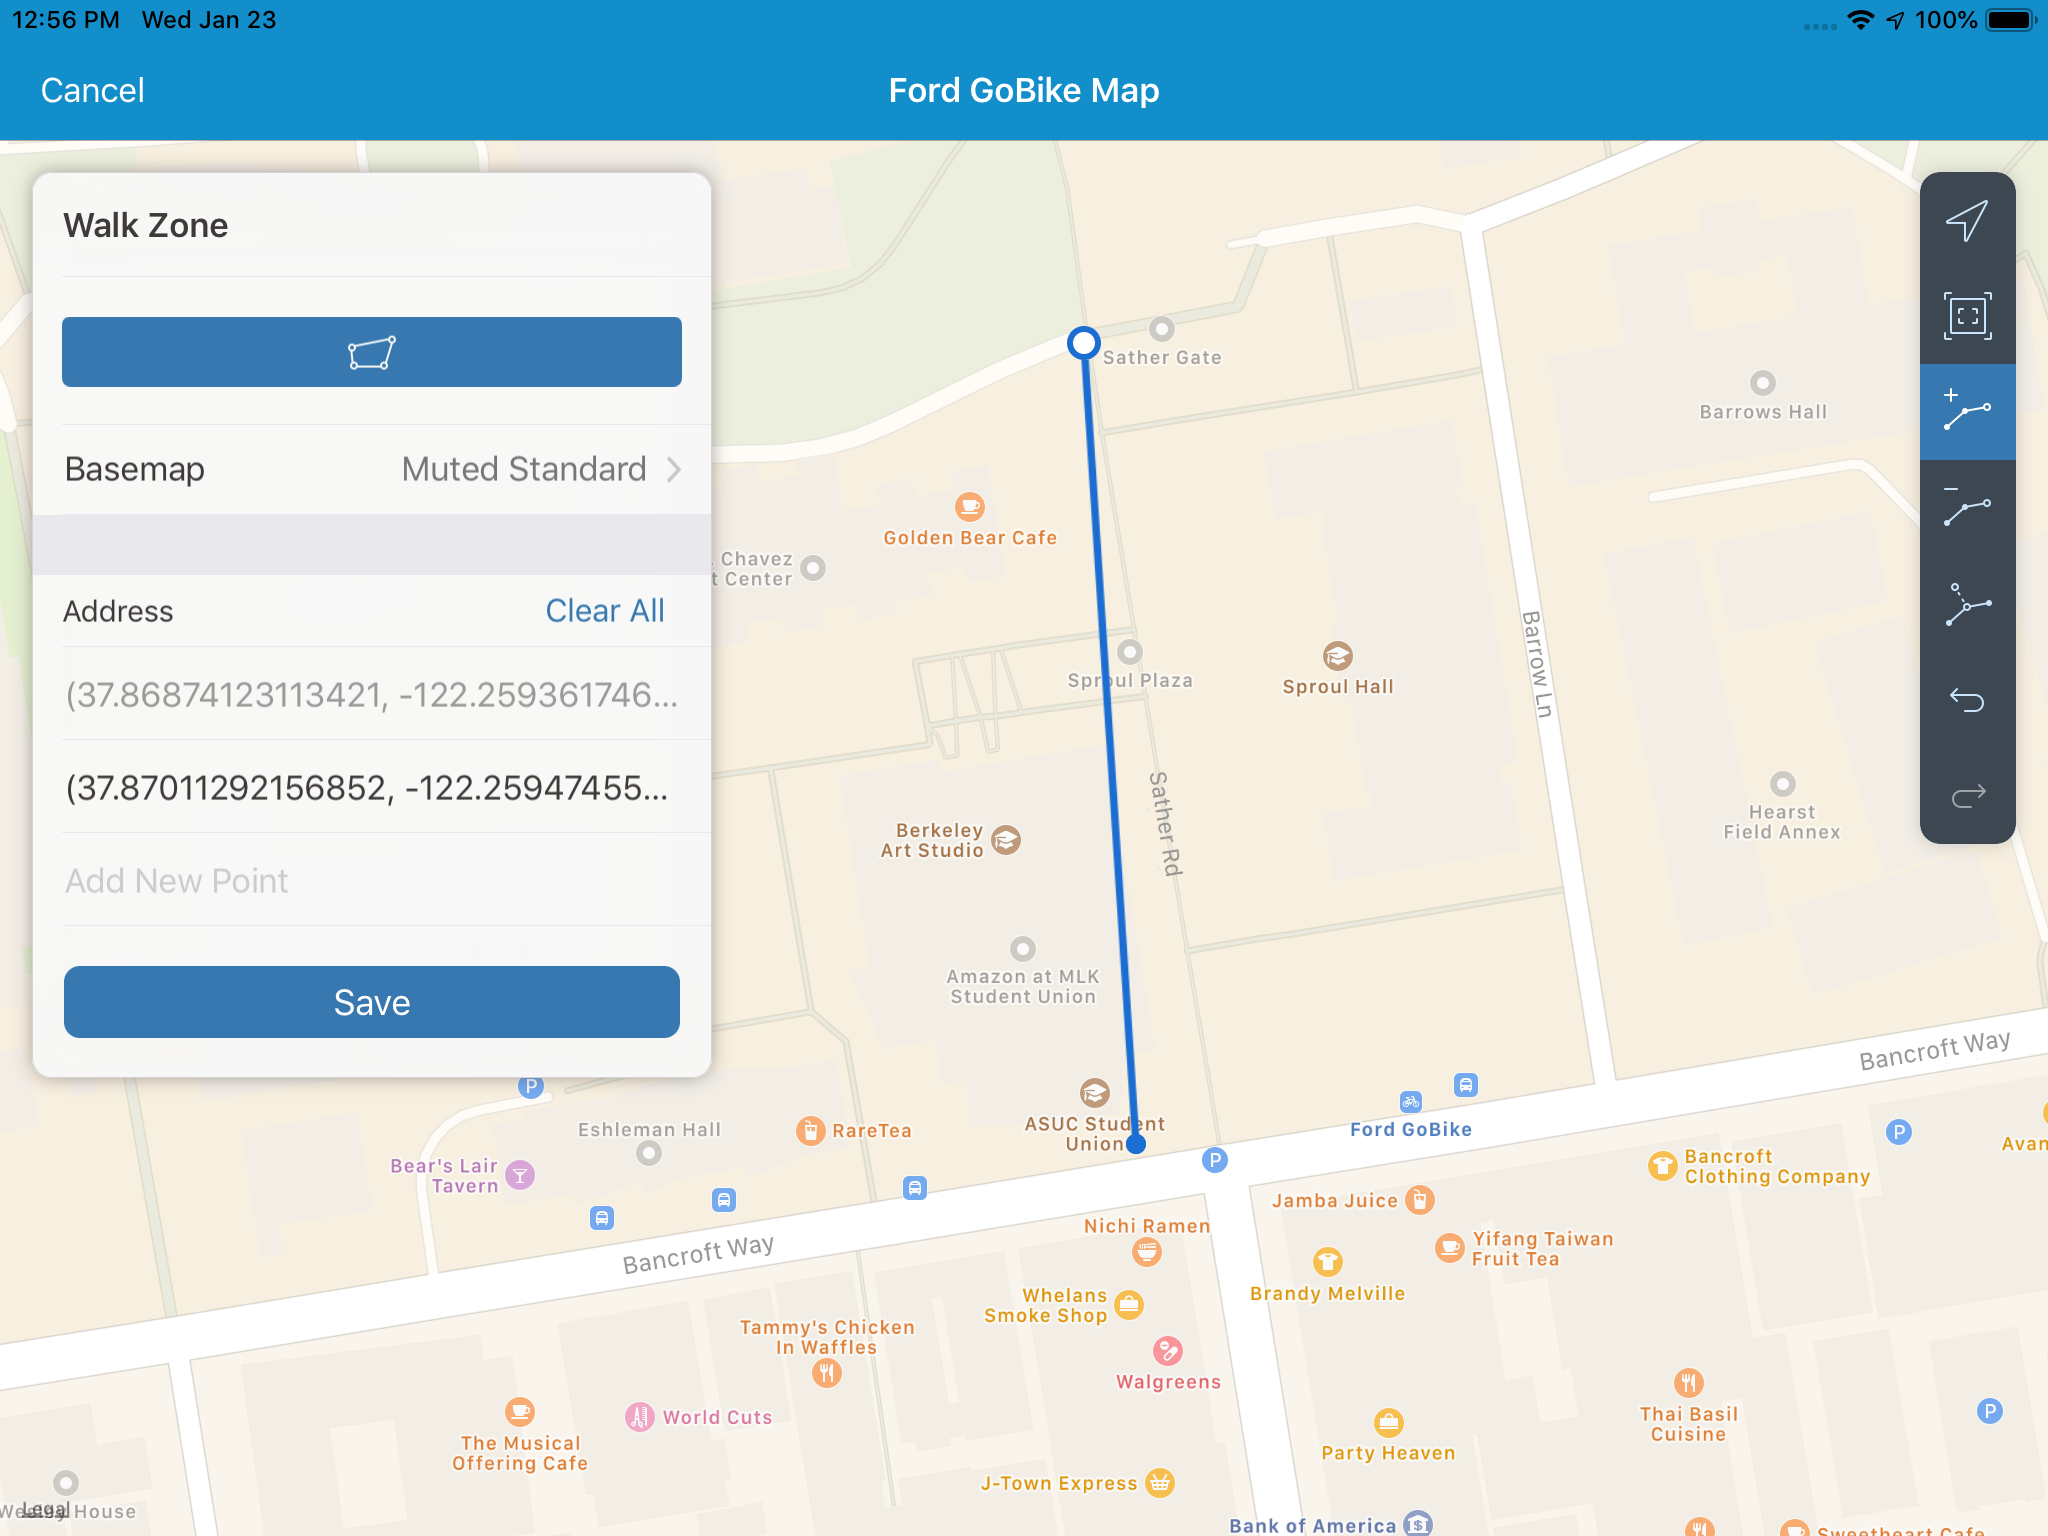 12:56 PM Wed Jan 23
100%
Cancel
Ford GoBike Map
Walk Zone
Basemap
Muted Standard
Address
Clear All
(37.86874123113421, -122.259361746...
(37.87011292156852, -122.25947455...
Add New Point
Save
Sather Gate
Barrows Hall
Golden Bear Cafe
Chavez
t Center
Sproul Plaza
Sproul Hall
Barrow Ln
Sather Rd
Hearst
Field Annex
Berkeley
Art Studio
Amazon at MLK
Student Union
Bancroft Way
P
ASUC Student
Union
Ford GoBike
Eshleman Hall
RareTea
P
P
Avan
Bear's Lair
Tavern
Bancroft
Clothing Company
Jamba Juice
Nichi Ramen
Bancroft Way
Yifang Taiwan
Fruit Tea
Brandy Melville
Whelans
Smoke Shop
Tammy's Chicken
In Waffles
Walgreens
World Cuts
The Musical
Offering Cafe
Party Heaven
Thai Basil
Cuisine
P
J-Town Express
Legal
House
Bank of America
$
Sweetheart Cafe